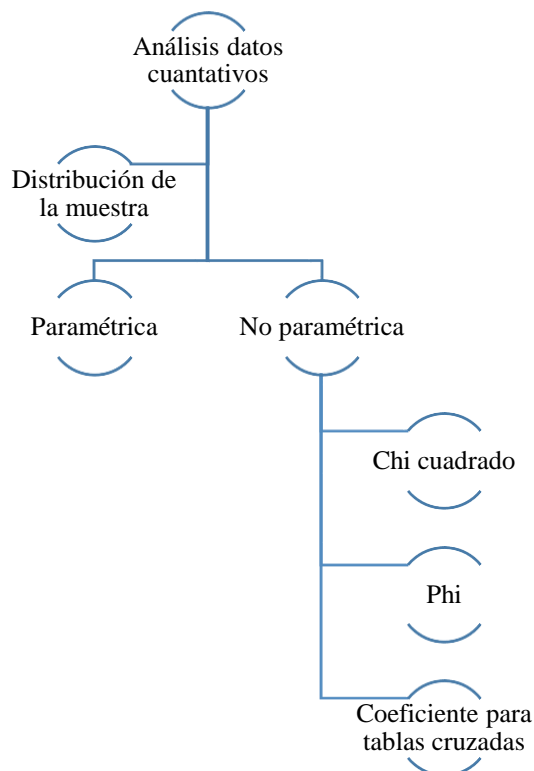 Análisis datos
cuantativos
Distribución de
la muestra
Paramétrica
No paramétrica
Chi cuadrado
Phi
Coeficiente para
tablas cruzadas